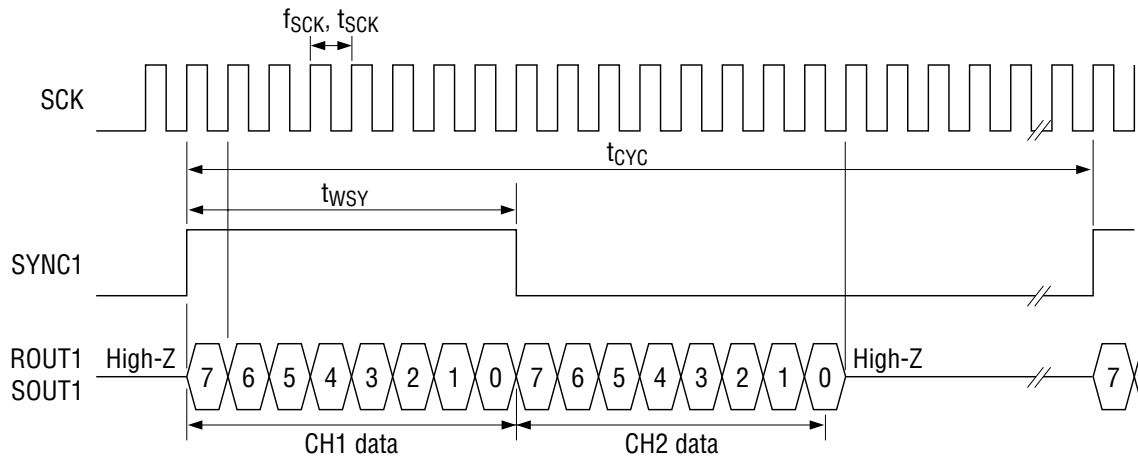 fSCK, tSCK
SCK
tCYC
tWSY
SYNC1
ROUT1
SOUT1
High-Z 7 6 5 4 3 2 1 0 7 6 5 4 3 2 1 0 High-Z 7
CH1 data CH2 data